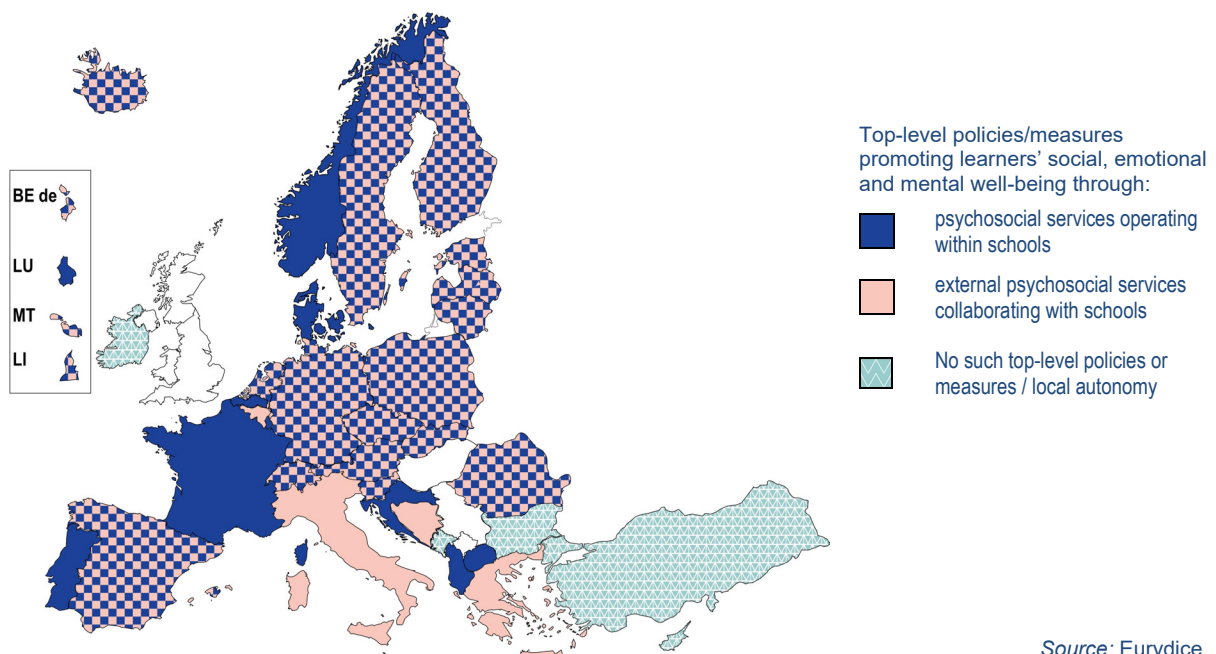 BE de
LU
MT
LI
Top-level policies/measures
promoting learners’ social, emotional
and mental well-being through:
psychosocial services operating
within schools
external psychosocial services
collaborating with schools
No such top-level policies or
measures / local autonomy
Source: Eurydice